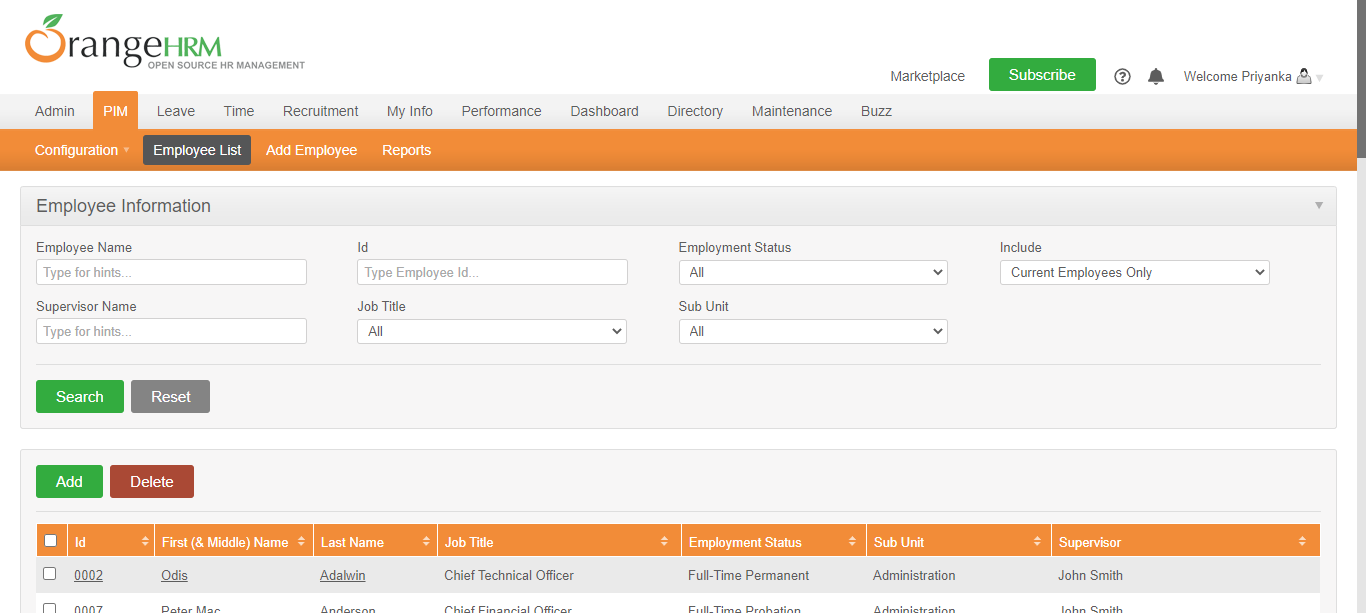 OrangeHRM
OPEN SOURCE HR MANAGEMENT
Marketplace Subscribe ? Welcome Priyanka
Admin PIM Leave Time Recruitment My Info Performance Dashboard Directory Maintenance Buzz
Configuration Employee List Add Employee Reports
Employee Information
Employee Name Id Employment Status Include
Type for hints... Type Employee Id... All Current Employees Only
Supervisor Name Job Title Sub Unit
Type for hints... All All
Search Reset
Add Delete
Id First (& Middle) Name Last Name Job Title Employment Status Sub Unit Supervisor
0002 Odis Adalwin Chief Technical Officer Full-Time Permanent Administration John Smith
0007 Peter Mac Anderson Chief Financial Officer Full-Time Probation Administration John Smith